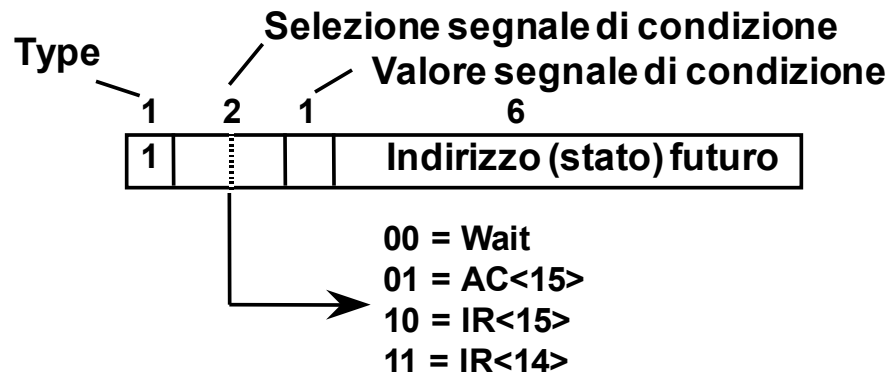 Selezione segnale di condizione
Type
Valore segnale di condizione
1 2 1 6
1 Indirizzo (stato) futuro
00 = Wait
01 = AC<15>
10 = IR<15>
11 = IR<14>